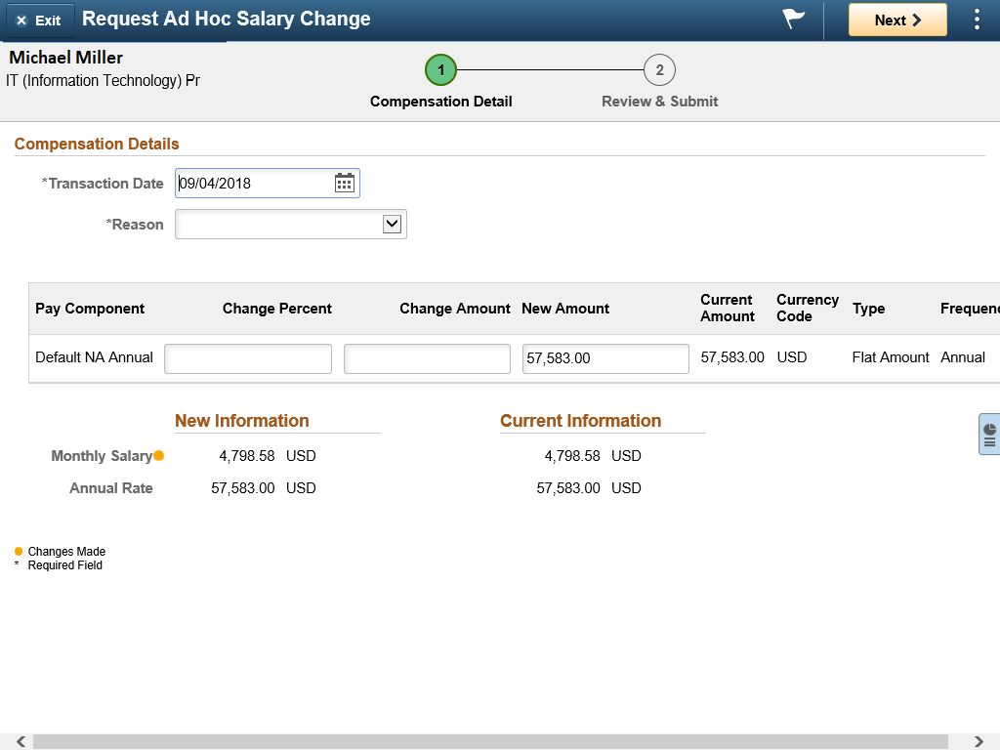 Exit
Request Ad Hoc Salary Change
Next
Michael Miller
IT (Information Technology) Pr
1
2
Compensation Detail
Review & Submit
Compensation Details
*Transaction Date 09/04/2018
*Reason
Pay Component Change Percent Change Amount New Amount Current Amount Currency Code Type Frequenc
Default NA Annual 57,583.00 57,583.00 USD Flat Amount Annual
New Information Current Information
Monthly Salary 4,798.58 USD 4,798.58 USD
Annual Rate 57,583.00 USD 57,583.00 USD
Changes Made
* Required Field